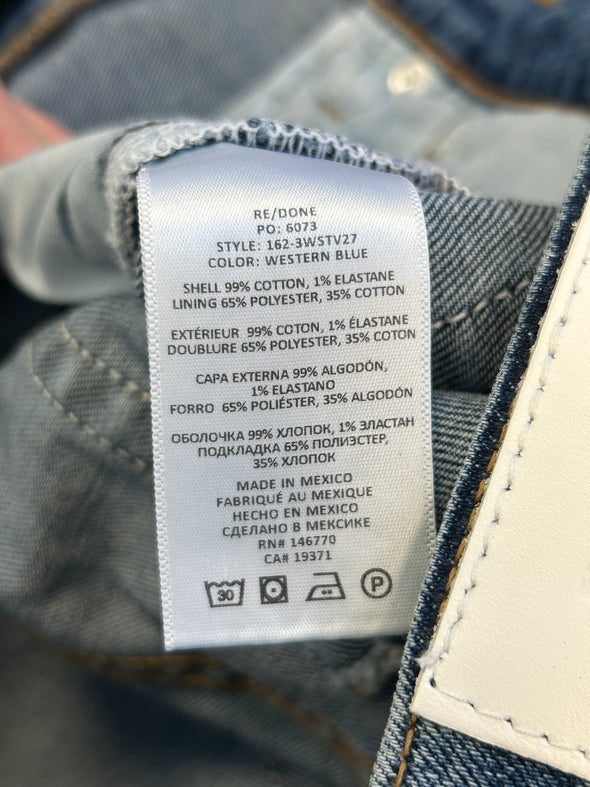 RE/DONE
PO: 6073
STYLE: 162-3WSTV27
COLOR: WESTERN BLUE
SHELL 99% COTTON, 1% ELASTANE
LINING 65% POLYESTER, 35% COTTON
EXTÉRIEUR 99% COTON, 1% ÉLASTANE
DOUBLURE 65% POLYESTER, 35% COTON
CAPA EXTERNA 99% ALGODÓN,
1% ELASTANO
FORRO 65% POLIÉSTER, 35% ALGODÓN
ОБОЛОЧКА 99% ХЛОПОК, 1% ЭЛАСТАН
ПОДКЛАДКА 65% ПОЛИЭСТЕР,
35% ХЛОПОК
MADE IN MEXICO
FABRIQUÉ AU MEXIQUE
HECHO EN MEXICO
СДЕЛАНО В МЕКСИКЕ
RN# 146770
CA# 19371
30 P